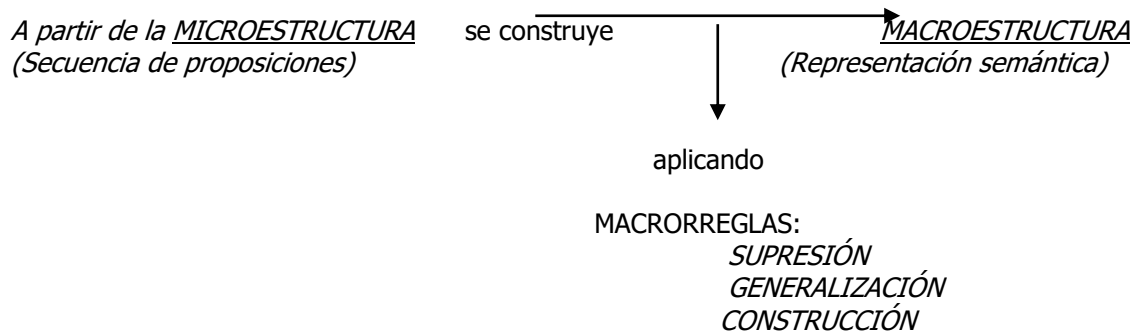 A partir de la MICROESTRUCTURA se construye MACROESTRUCTURA
(Secuencia de proposiciones) (Representación semántica)
aplicando
MACRORREGLAS:
SUPRESIÓN
GENERALIZACIÓN
CONSTRUCCIÓN